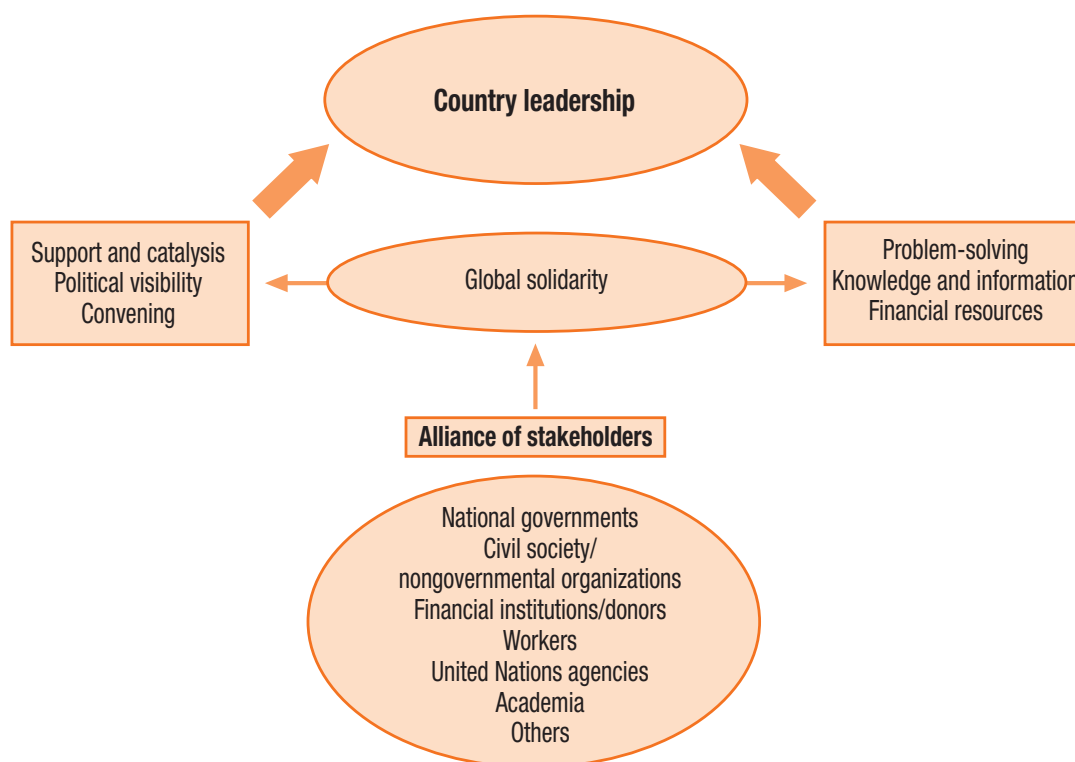 Country leadership
Support and catalysis
Political visibility
Convening
Global solidarity
Problem-solving
Knowledge and information
Financial resources
Alliance of stakeholders
National governments
Civil society/
nongovernmental organizations
Financial institutions/donors
Workers
United Nations agencies
Academia
Others